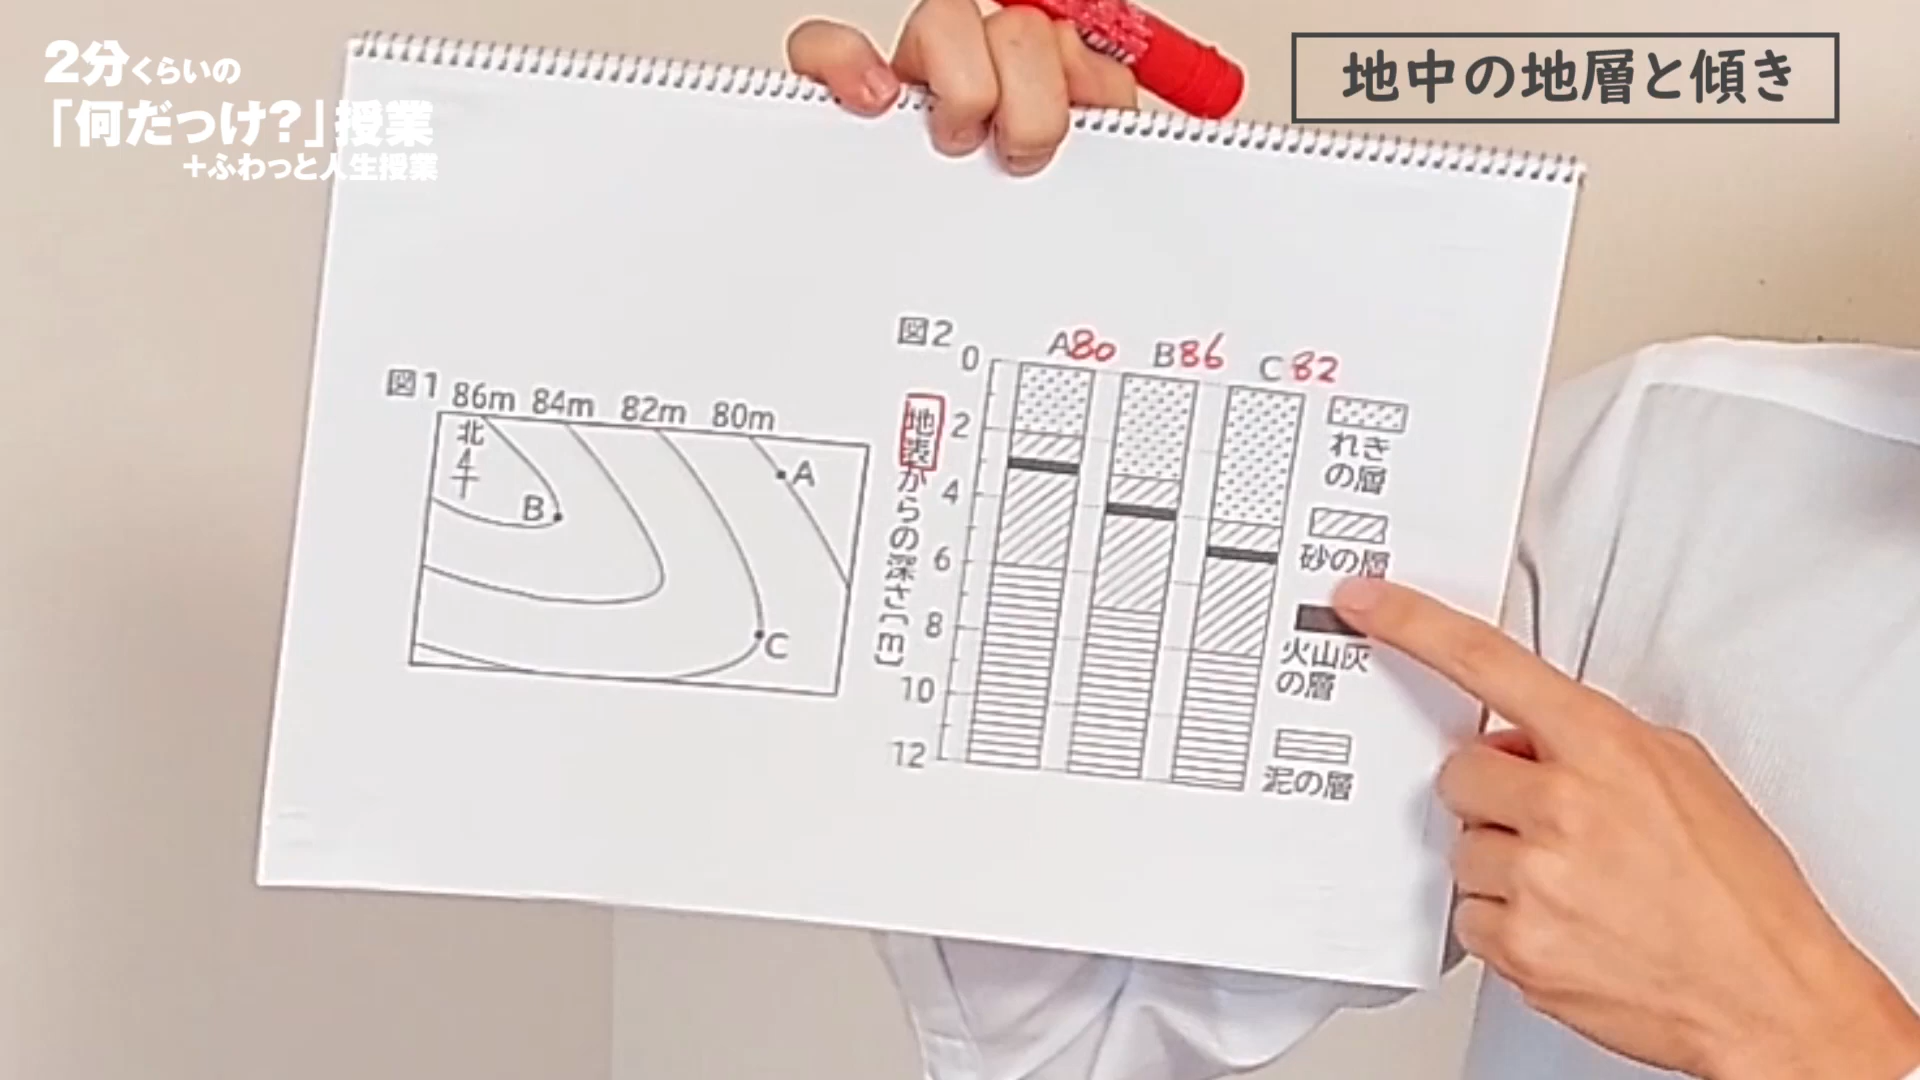 2分くらいの
「何だっけ?」授業
+ふわっと人生授業
地中の地層と傾き
図1
86m 84m 82m 80m
北
A
B
C
図2
A80 B86 C82
地表からの深さ[m]
0
2
4
6
8
10
12
れき
の層
砂の層
火山灰
の層
泥の層